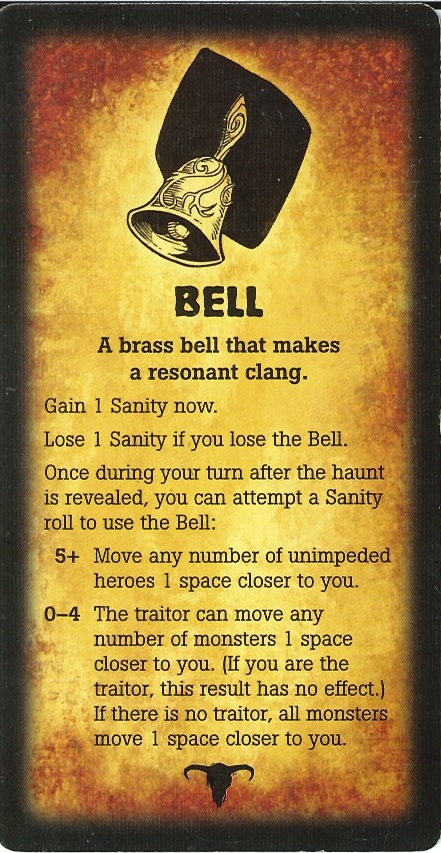 BELL
A brass bell that makes
a resonant clang.
Gain 1 Sanity now.
Lose 1 Sanity if you lose the Bell.
Once during your turn after the haunt
is revealed, you can attempt a Sanity
roll to use the Bell:
5+ Move any number of unimpeded
heroes 1 space closer to you.
0–4 The traitor can move any
number of monsters 1 space
closer to you. (If you are the
traitor, this result has no effect.)
If there is no traitor, all monsters
move 1 space closer to you.